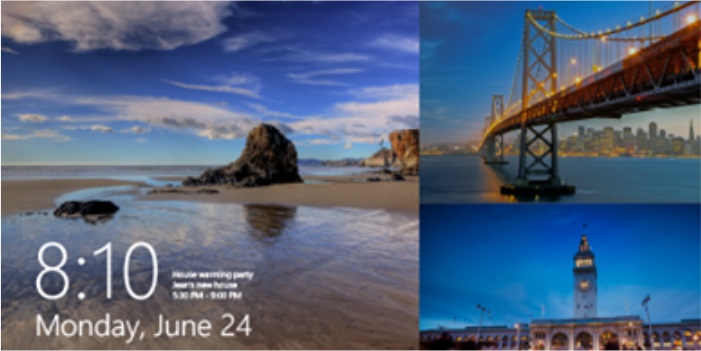 8:10
House warming party
Jean's new house
5:30 PM - 9:00 PM
Monday, June 24